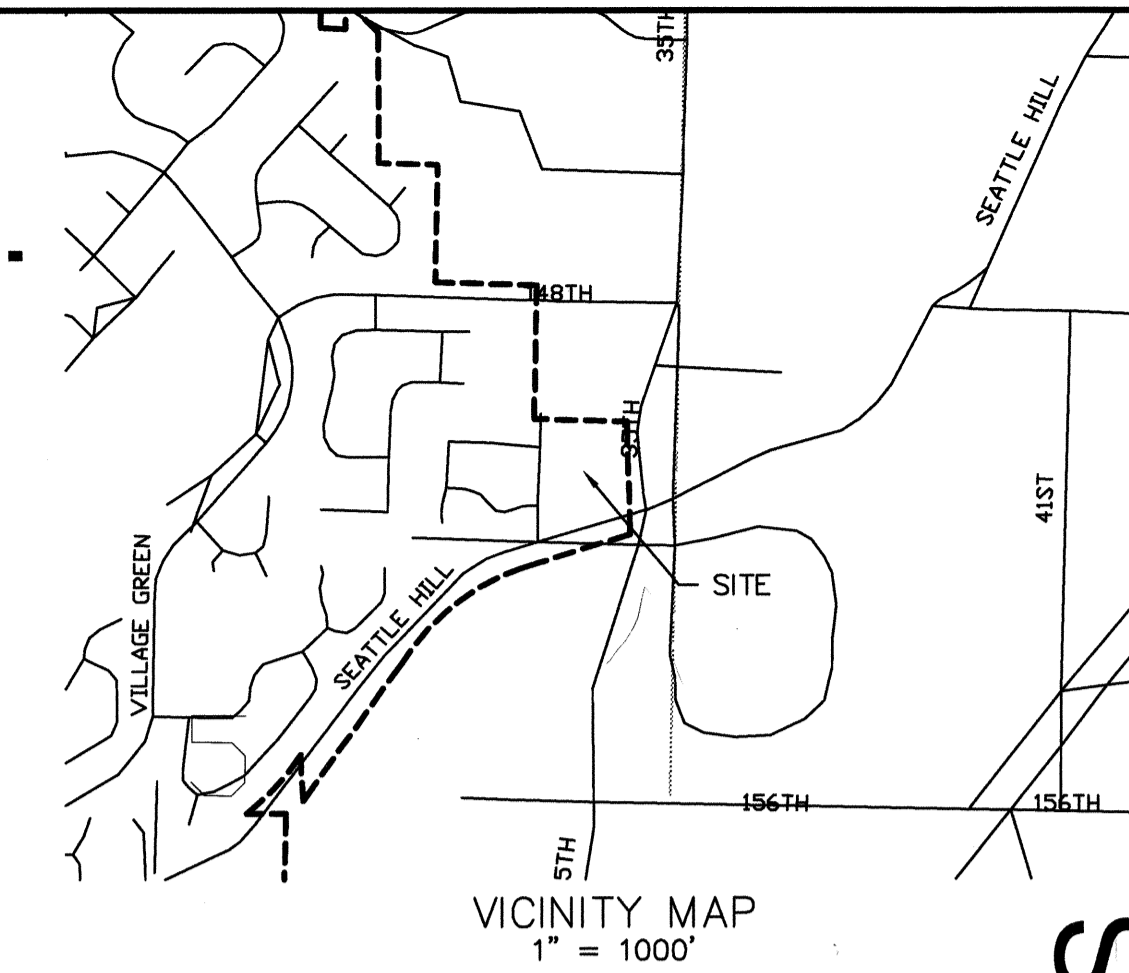 35TH
SEATTLE HILL
148TH
35TH
41ST
VILLAGE GREEN
SEATTLE HILL
SITE
156TH
156TH
5TH
VICINITY MAP
1" = 1000'
S